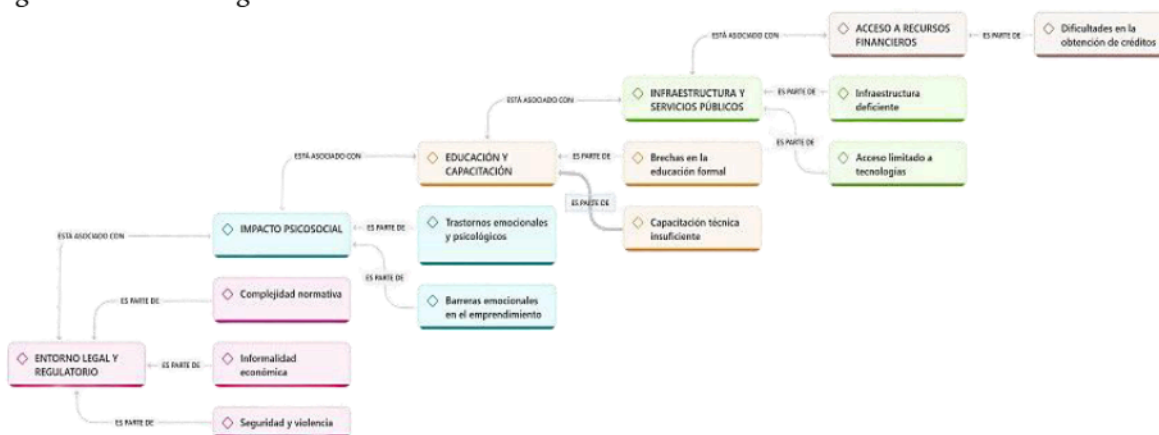 ACCESO A RECURSOS
FINANCIEROS
ES PARTE DE
Dificultades en la
obtención de créditos
ESTÁ ASOCIADO CON
INFRAESTRUCTURA Y
SERVICIOS PÚBLICOS
ES PARTE DE
Infraestructura
deficiente
ESTÁ ASOCIADO CON
ES PARTE DE
EDUCACIÓN Y
CAPACITACIÓN
ES PARTE DE
Brechas en la
educación formal
Acceso limitado a
tecnologías
ESTÁ ASOCIADO CON
ES PARTE DE
Capacitación técnica
insuficiente
IMPACTO PSICOSOCIAL
ES PARTE DE
Trastornos emocionales
y psicológicos
ESTÁ ASOCIADO CON
ES PARTE DE
Complejidad normativa
ES PARTE DE
Barreras emocionales
en el emprendimiento
ENTORNO LEGAL Y
REGULATORIO
ES PARTE DE
Informalidad
económica
ES PARTE DE
Seguridad y violencia